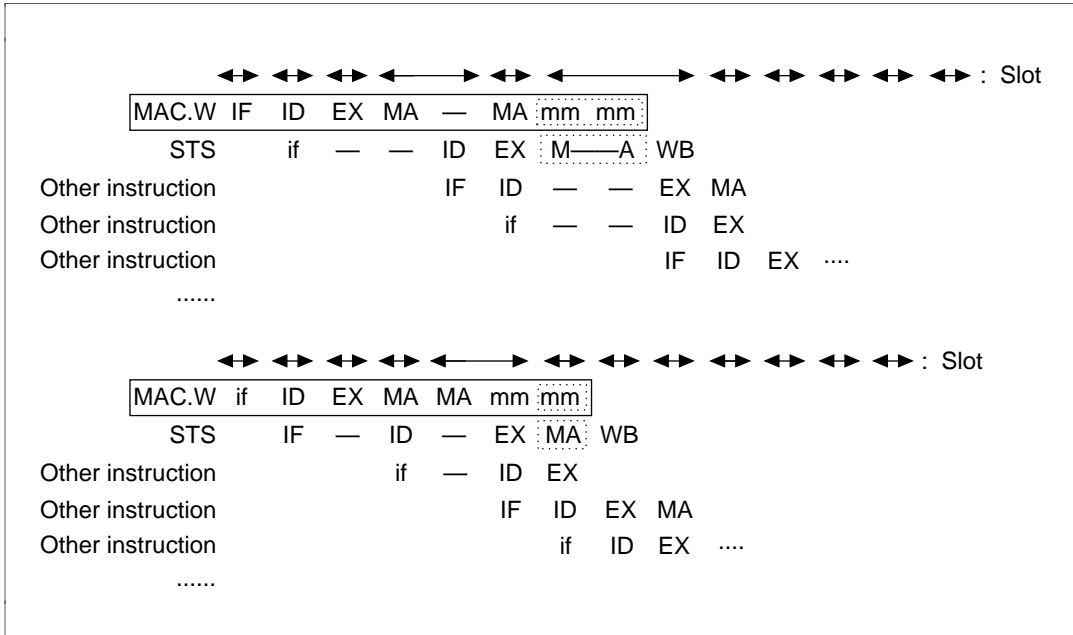 : Slot
MAC.W IF ID EX MA — MA mm mm
STS if — — ID EX M——A WB
Other instruction IF ID — — EX MA
Other instruction if — — ID EX
Other instruction IF ID EX ....
......
: Slot
MAC.W if ID EX MA MA mm mm
STS IF — ID — EX MA WB
Other instruction if — ID EX
Other instruction IF ID EX MA
Other instruction if ID EX ....
......